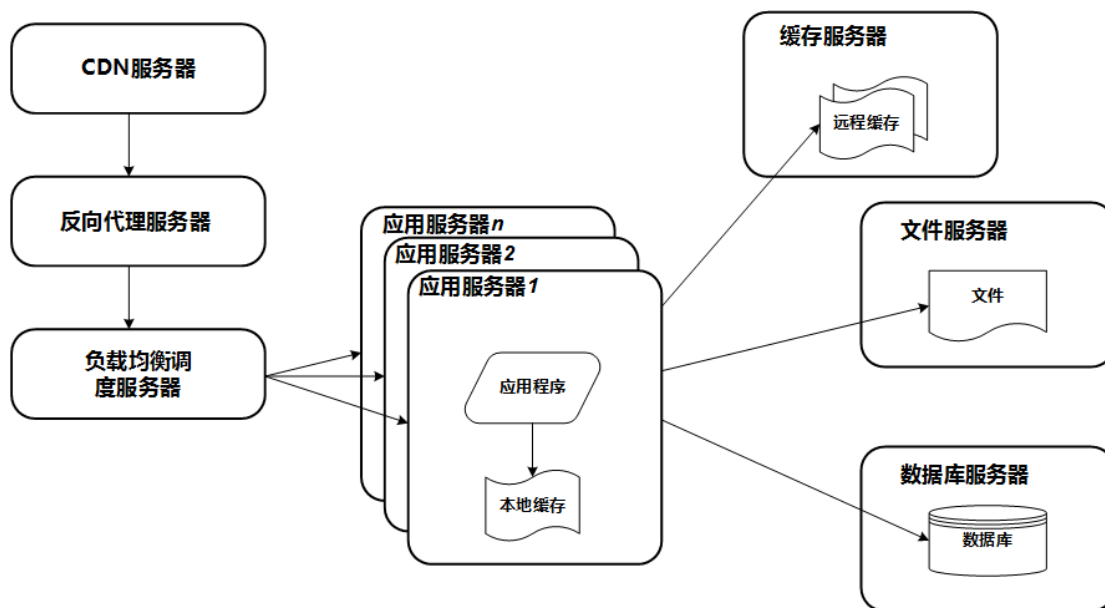 CDN服务器
反向代理服务器
负载均衡调
度服务器
应用服务器n
应用服务器2
应用服务器1
应用程序
本地缓存
缓存服务器
远程缓存
文件服务器
文件
数据库服务器
数据库